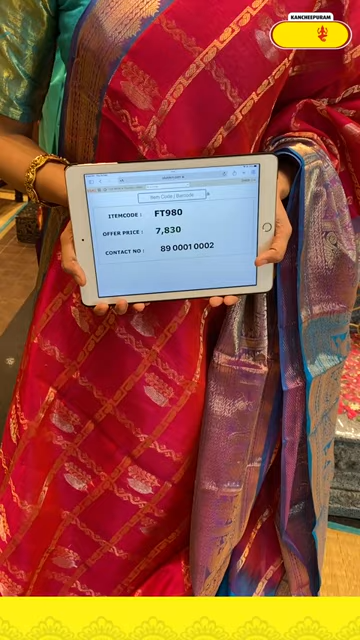 KANCHEEPURAM
Item Code / Barcode
ITEMCODE : FT980
OFFER PRICE : 7,830
CONTACT NO : 89 0001 0002